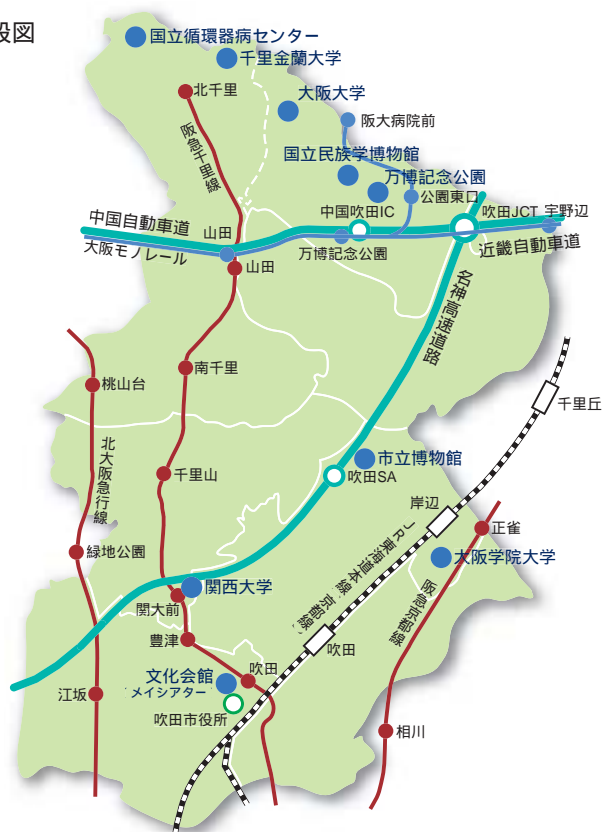 設図
国立循環器病センター
千里金蘭大学
北千里
大阪大学
阪大病院前
阪急千里線
国立民族学博物館
万博記念公園
公園東口
中国吹田IC
吹田JCT
宇野辺
中国自動車道
山田
大阪モノレール
万博記念公園
近畿自動車道
山田
名神高速道路
南千里
桃山台
千里丘
北大阪急行線
千里山
市立博物館
吹田SA
岸辺
正雀
緑地公園
JR東海道本線(京都線)
大阪学院大学
関西大学
関大前
阪急京都線
豊津
吹田
文化会館
メイシアター
吹田
江坂
吹田市役所
相川